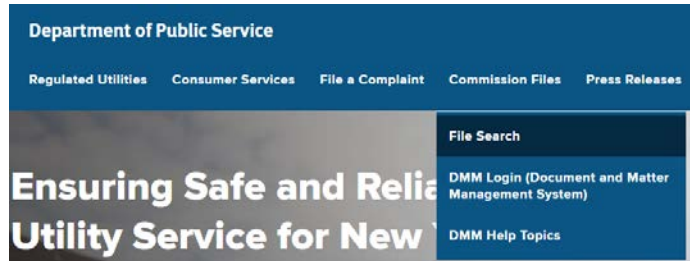 Department of Public Service
Regulated Utilities Consumer Services File a Complaint Commission Files Press Releases
File Search
DMM Login (Document and Matter
Management System)
DMM Help Topics
Ensuring Safe and
Utility Service for New